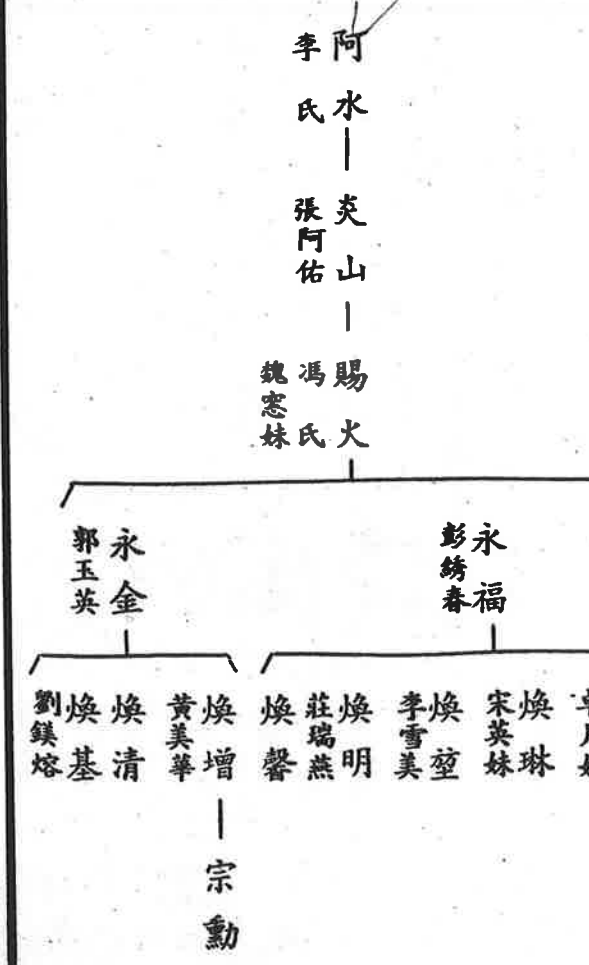 阿水
李氏
炎山
張阿佑
賜火
馮氏
魏窓妹
永福
彭綉春
永金
郭玉英
煥琳
宋英妹
煥堃
李雪美
煥明
莊瑞燕
煥馨
煥增
黃美華
煥清
煥基
劉鎂熔
宗勳